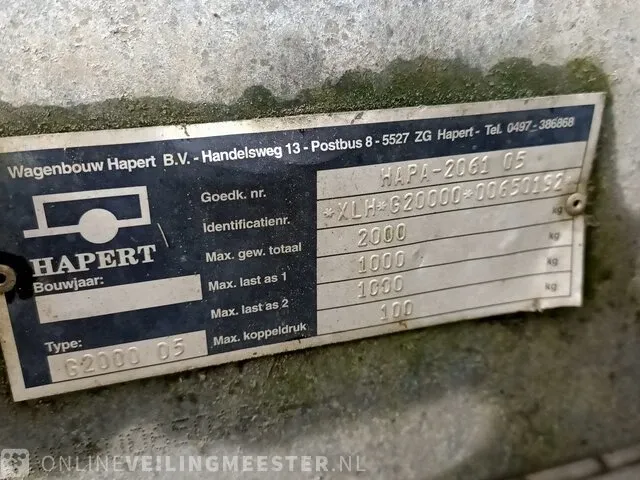 Wagenbouw Hapert B.V. - Handelsweg 13 - Postbus 8 - 5527 ZG Hapert - Tel. 0497 - 386868
HAPERT
Bouwjaar:
Type:
G2000 05
Goedk. nr. HAPA-2061 05
Identificatienr. *XLH*G20000*00650192*
Max. gew. totaal 2000 kg
Max. last as 1 1000 kg
Max. last as 2 1000 kg
Max. koppeldruk 100 kg
ONLINEVEILINGMEESTER.NL